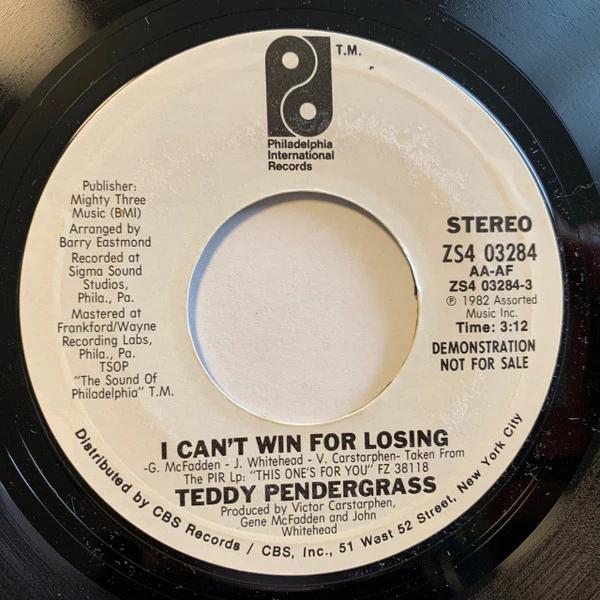 T.M.
Philadelphia
International
Records
Publisher:
Mighty Three
Music (BMI)
Arranged by
Barry Eastmond
Recorded at
Sigma Sound
Studios,
Phila., Pa.
Mastered at
Frankford/Wayne
Recording Labs,
Phila., Pa.
TSOP
"The Sound Of
Philadelphia" T.M.
STEREO
ZS4 03284
AA-AF
ZS4 03284-3
℗ 1982 Assorted
Music Inc.
Time: 3:12
DEMONSTRATION
NOT FOR SALE
I CAN'T WIN FOR LOSING
-G. McFadden - J. Whitehead - V. Carstarphen- Taken From
The PIR Lp: "THIS ONE'S FOR YOU" FZ 38118
TEDDY PENDERGRASS
Produced by Victor Carstarphen,
Gene McFadden and John
Whitehead
Distributed by CBS Records / CBS, Inc., 51 West 52 Street, New York City